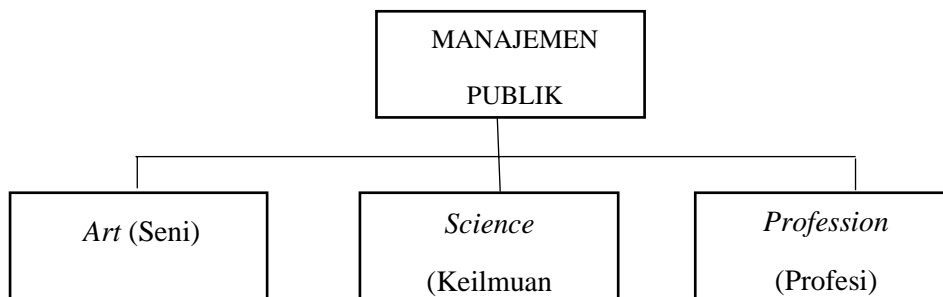 MANAJEMEN
PUBLIK
Art (Seni)
Science
(Keilmuan
Profession
(Profesi)